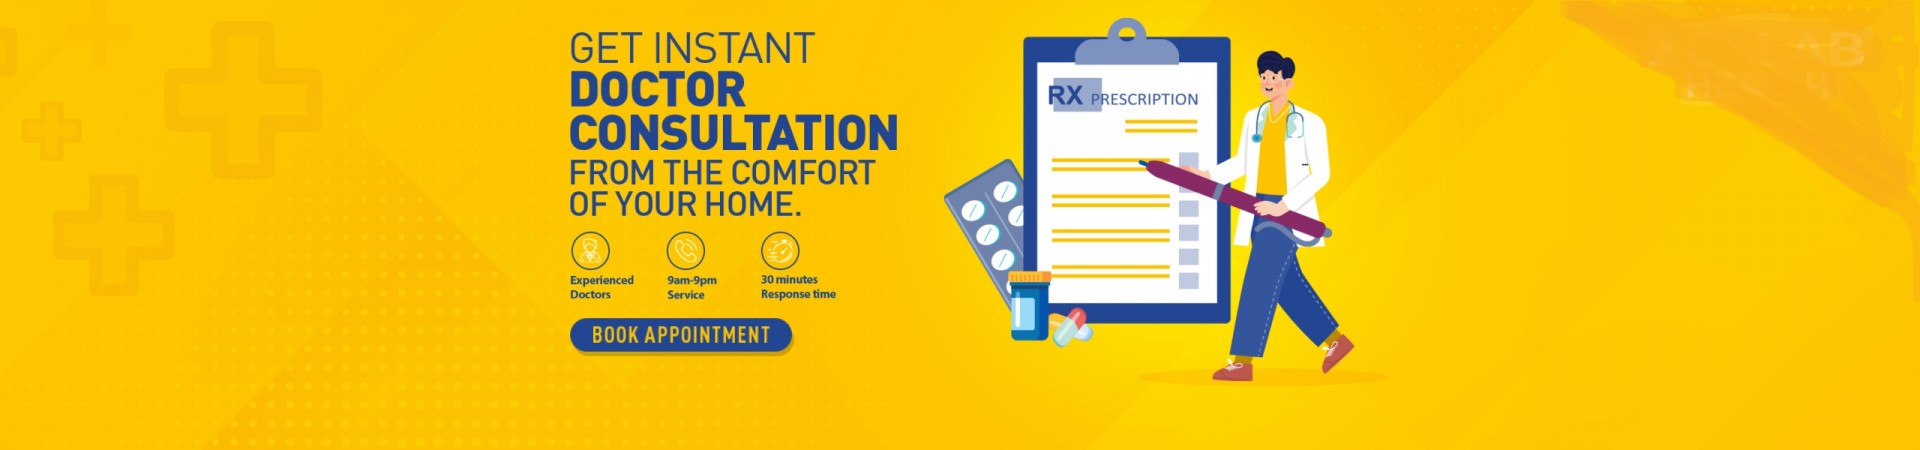 GET INSTANT
DOCTOR
CONSULTATION
FROM THE COMFORT
OF YOUR HOME.
Experienced
Doctors
9am-9pm
Service
30 minutes
Response time
BOOK APPOINTMENT
RX PRESCRIPTION